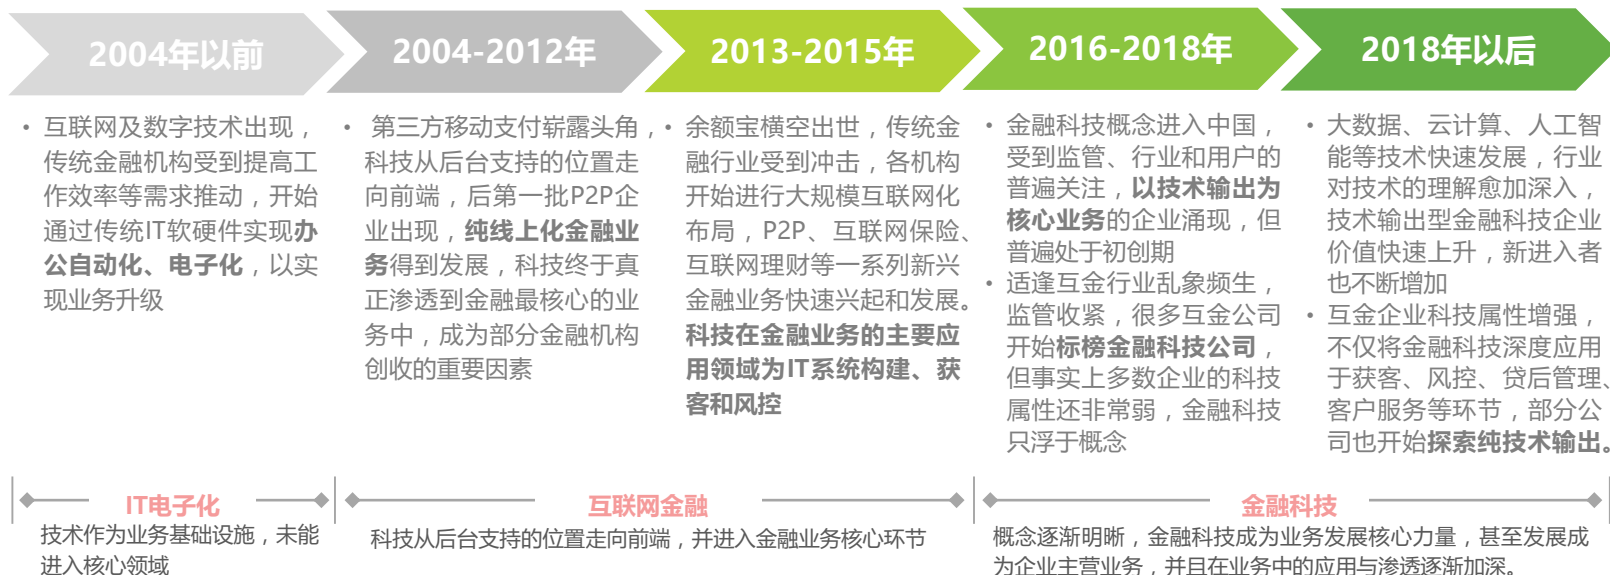 2004年以前
2004-2012年
2013-2015年
2016-2018年
2018年以后
• 互联网及数字技术出现，
传统金融机构受到提高工
作效率等需求推动，开始
通过传统IT软硬件实现办
公自动化、电子化，以实
现业务升级
• 第三方移动支付崭露头角，
科技从后台支持的位置走
向前端，后第一批P2P企
业出现，纯线上化金融业
务得到发展，科技终于真
正渗透到金融最核心的业
务中，成为部分金融机构
创收的重要因素
• 余额宝横空出世，传统金
融行业受到冲击，各机构
开始进行大规模互联网化
布局，P2P、互联网保险、
互联网理财等一系列新兴
金融业务快速兴起和发展。
科技在金融业务的主要应
用领域为IT系统构建、获
客和风控
• 金融科技概念进入中国，
受到监管、行业和用户的
普遍关注，以技术输出为
核心业务的企业涌现，但
普遍处于初创期
• 适逢互金行业乱象频生，
监管收紧，很多互金公司
开始标榜金融科技公司，
但事实上多数企业的科技
属性还非常弱，金融科技
只浮于概念
• 大数据、云计算、人工智
能等技术快速发展，行业
对技术的理解愈加深入，
技术输出型金融科技企业
价值快速上升，新进入者
也不断增加
• 互金企业科技属性增强，
不仅将金融科技深度应用
于获客、风控、贷后管理、
客户服务等环节，部分公
司也开始探索纯技术输出。
IT电子化
技术作为业务基础设施，未能
进入核心领域
互联网金融
科技从后台支持的位置走向前端，并进入金融业务核心环节
金融科技
概念逐渐明晰，金融科技成为业务发展核心力量，甚至发展成
为企业主营业务，并且在业务中的应用与渗透逐渐加深。